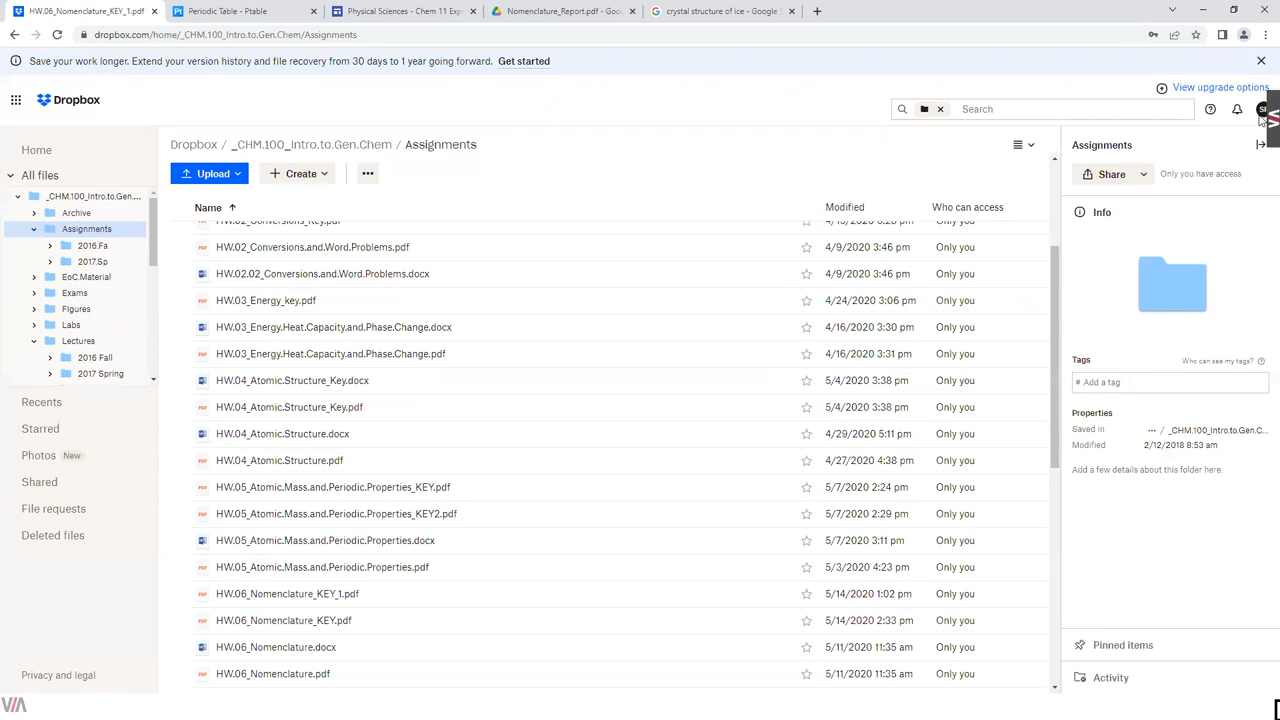 HW.06_Nomenclature_KEY_1.pdf
Periodic Table - Ptable
Physical Sciences - Chem 11 Exp
Nomenclature_Report.pdf - Goo
crystal structure of ice - Google S
dropbox.com/home/_CHM.100_Intro.to.Gen.Chem/Assignments
Save your work longer. Extend your version history and file recovery from 30 days to 1 year going forward. Get started
View upgrade options
Dropbox
Search
Home
All files
_CHM.100_Intro.to.Gen....
Archive
Assignments
2016.Fa
2017.Sp
EoC.Material
Exams
Figures
Labs
Lectures
2016 Fall
2017 Spring
Recents
Starred
Photos New
Shared
File requests
Deleted files
Privacy and legal
Dropbox / _CHM.100_Intro.to.Gen.Chem / Assignments
Upload
Create
Name Modified Who can access
HW.02_Conversions_Key.pdf 4/13/2020 6:28 pm Only you
HW.02_Conversions.and.Word.Problems.pdf 4/9/2020 3:46 pm Only you
HW.02.02_Conversions.and.Word.Problems.docx 4/9/2020 3:46 pm Only you
HW.03_Energy_key.pdf 4/24/2020 3:06 pm Only you
HW.03_Energy.Heat.Capacity.and.Phase.Change.docx 4/16/2020 3:30 pm Only you
HW.03_Energy.Heat.Capacity.and.Phase.Change.pdf 4/16/2020 3:31 pm Only you
HW.04_Atomic.Structure_Key.docx 5/4/2020 3:38 pm Only you
HW.04_Atomic.Structure_Key.pdf 5/4/2020 3:38 pm Only you
HW.04_Atomic.Structure.docx 4/29/2020 5:11 pm Only you
HW.04_Atomic.Structure.pdf 4/27/2020 4:38 pm Only you
HW.05_Atomic.Mass.and.Periodic.Properties_KEY.pdf 5/7/2020 2:24 pm Only you
HW.05_Atomic.Mass.and.Periodic.Properties_KEY2.pdf 5/7/2020 2:29 pm Only you
HW.05_Atomic.Mass.and.Periodic.Properties.docx 5/7/2020 3:11 pm Only you
HW.05_Atomic.Mass.and.Periodic.Properties.pdf 5/3/2020 4:23 pm Only you
HW.06_Nomenclature_KEY_1.pdf 5/14/2020 1:02 pm Only you
HW.06_Nomenclature_KEY.pdf 5/14/2020 2:33 pm Only you
HW.06_Nomenclature.docx 5/11/2020 11:35 am Only you
HW.06_Nomenclature.pdf 5/11/2020 11:35 am Only you
Assignments
Share
Only you have access
Info
Tags
Who can see my tags?
# Add a tag
Properties
Saved in ... / _CHM.100_Intro.to.Gen.C...
Modified 2/12/2018 8:53 am
Add a few details about this folder here.
Pinned items
Activity
VIA